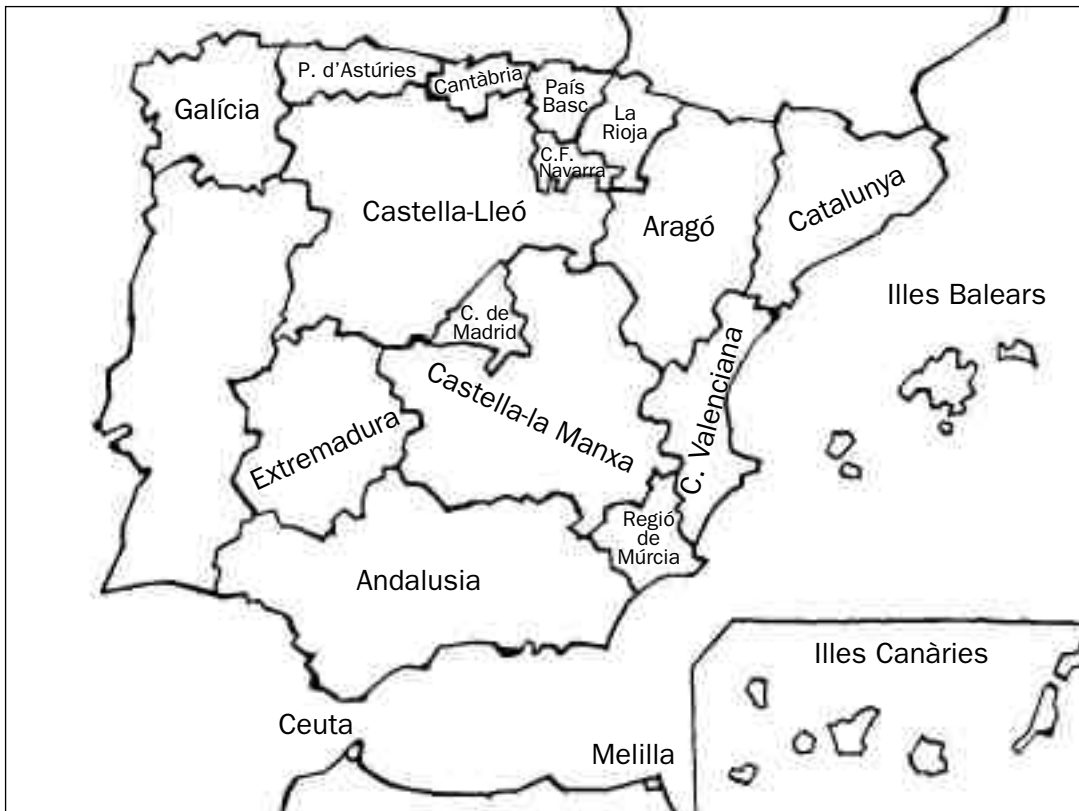 P. d'Astúries
Cantàbria
País
Basc
Galícia
La
Rioja
C.F.
Navarra
Castella-Lleó
Aragó
Catalunya
Illes Balears
C. de
Madrid
Castella-la Manxa
C. Valenciana
Extremadura
Regió
de
Múrcia
Andalusia
Illes Canàries
Ceuta
Melilla